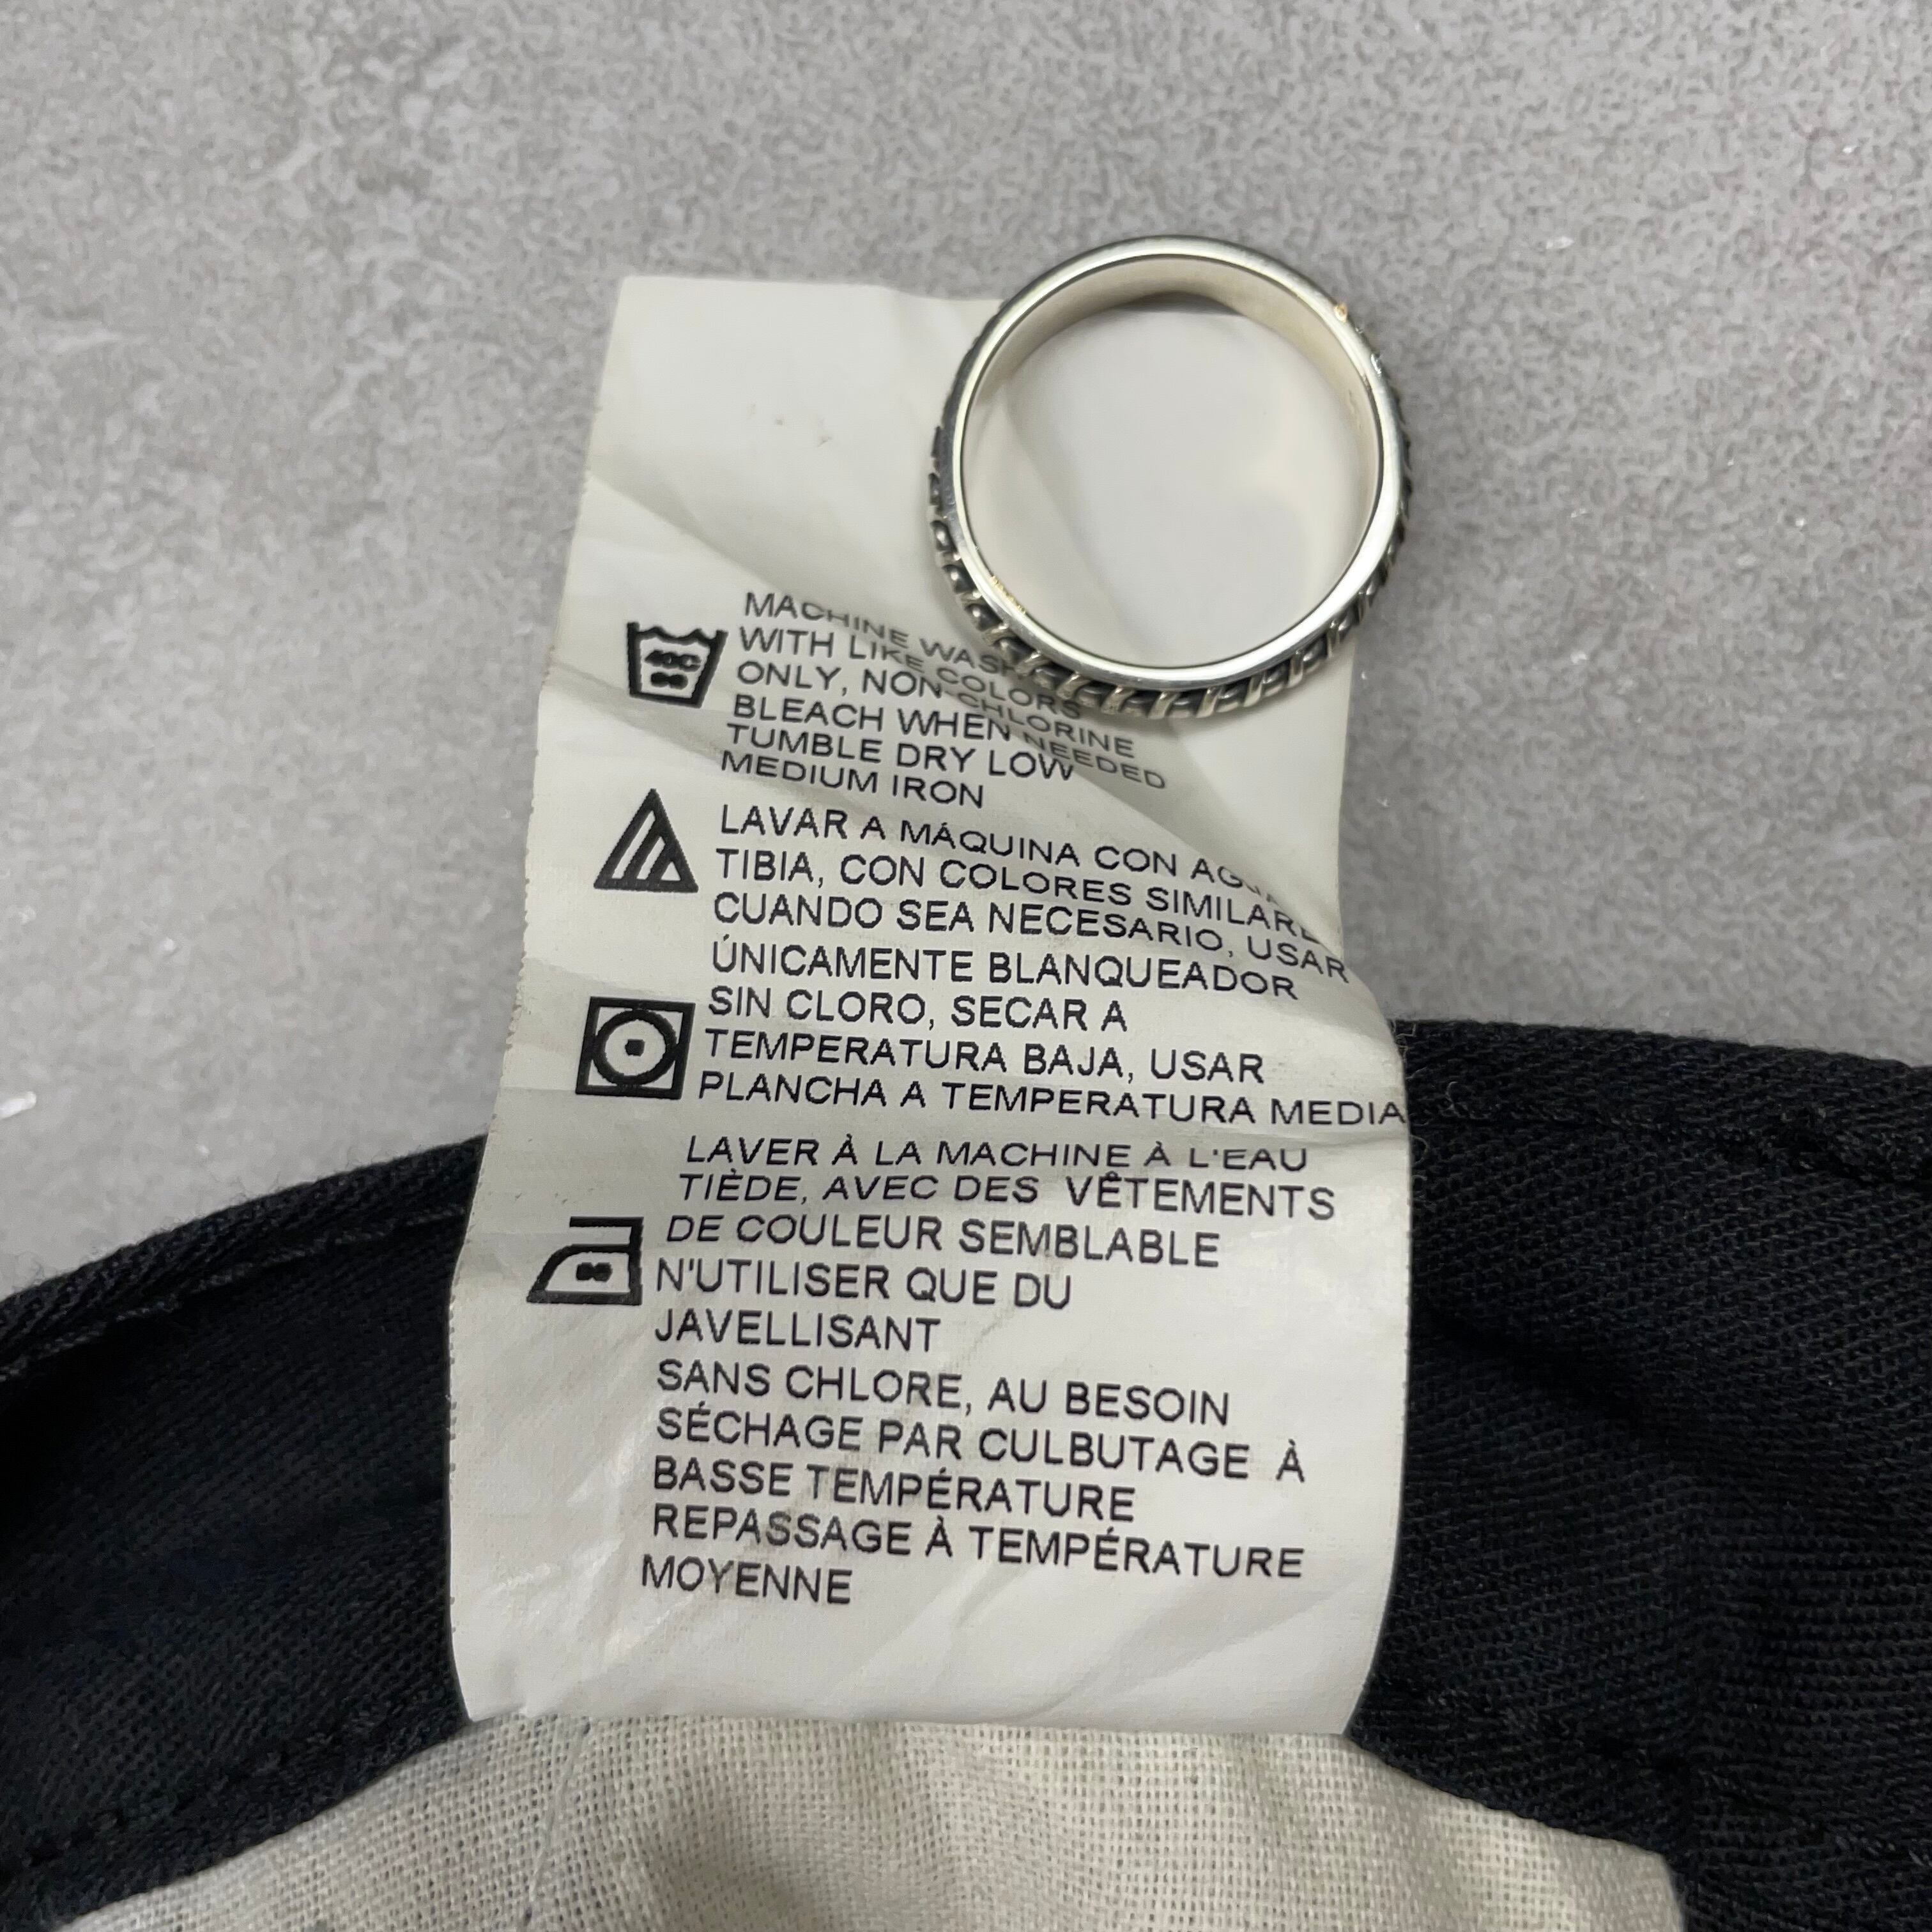 MACHINE WASH
WITH LIKE COLORS
ONLY, NON-CHLORINE
BLEACH WHEN NEEDED
TUMBLE DRY LOW
MEDIUM IRON
40C
LAVAR A MÁQUINA CON
TIBIA, CON COLORES
CUANDO SEA NECESARIO, USAR
ÚNICAMENTE BLANQUEADOR
SIN CLORO, SECAR A
TEMPERATURA BAJA, USAR
PLANCHA A TEMPERATURA MEDIA
LAVER À LA MACHINE À L'EAU
TIÈDE, AVEC DES VÊTEMENTS
DE COULEUR SEMBLABLE
N'UTILISER QUE DU
JAVELLISANT
SANS CHLORE, AU BESOIN
SÉCHAGE PAR CULBUTAGE À
BASSE TEMPÉRATURE
REPASSAGE À TEMPÉRATURE
MOYENNE